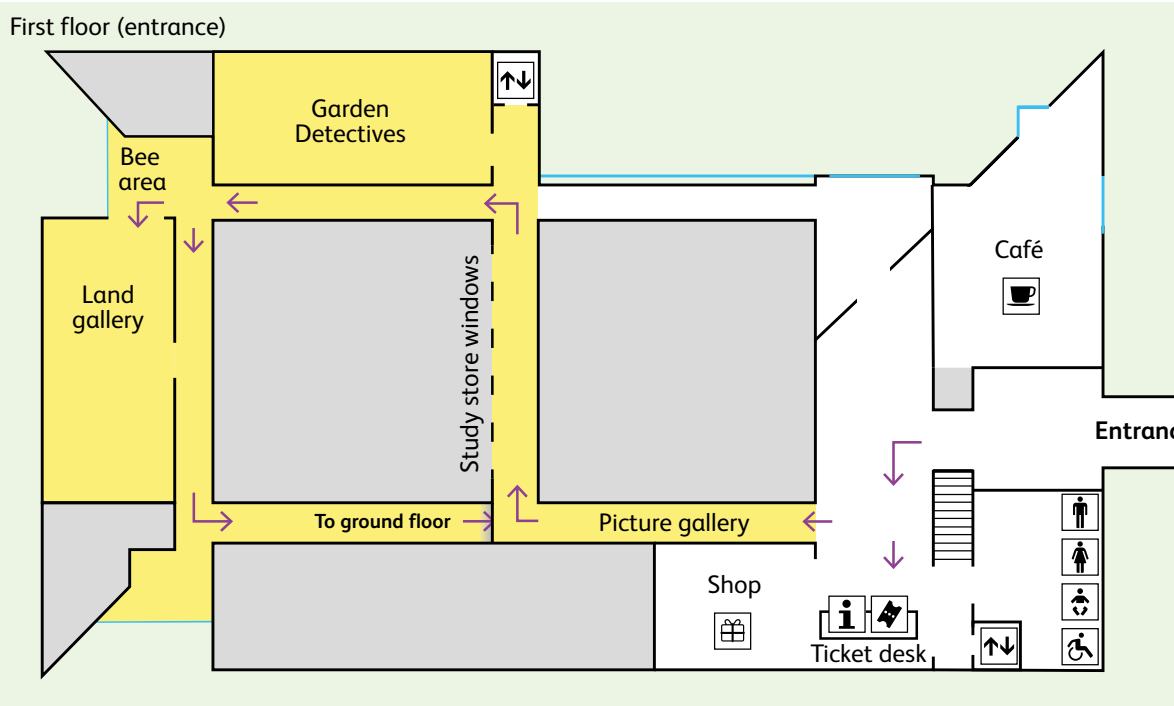 First floor (entrance)
Garden
Detectives
Bee
area
Café
Land
gallery
Study store windows
Entranc
To ground floor
Picture gallery
Shop
Ticket desk